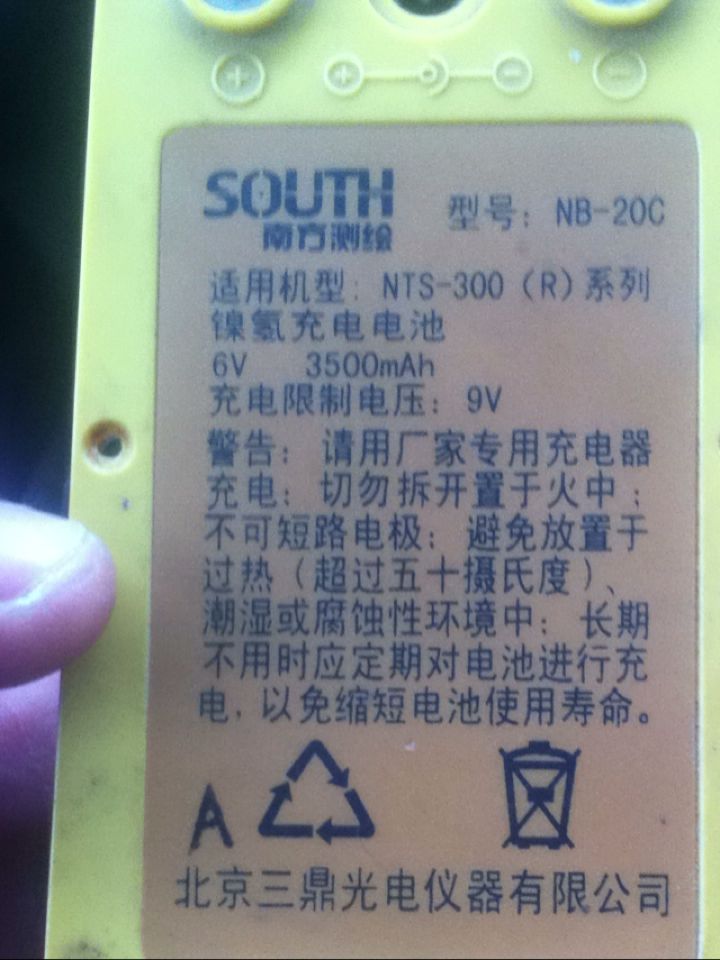 SOUTH
南方测绘
型号：NB-20C
适用机型：NTS-300（R）系列
镍氢充电电池
6V 3500mAh
充电限制电压：9V
警告：请用厂家专用充电器
充电；切勿拆开置于火中；
不可短路电极；避免放置于
过热（超过五十摄氏度）、
潮湿或腐蚀性环境中；长期
不用时应定期对电池进行充
电，以免缩短电池使用寿命。
A
北京三鼎光电仪器有限公司